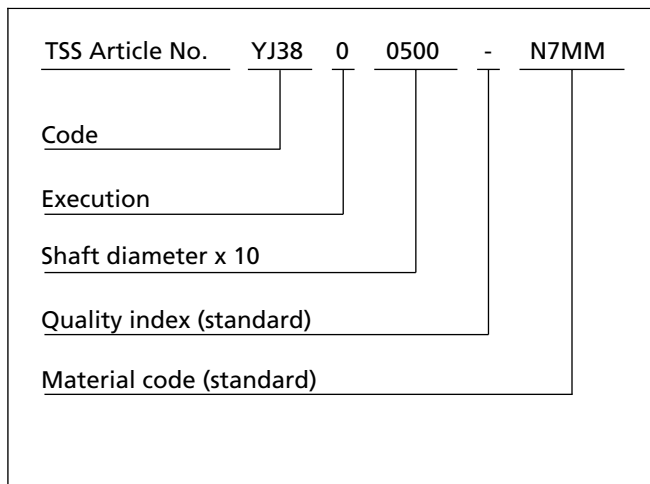 TSS Article No. YJ38 0 0500 - N7MM
Code
Execution
Shaft diameter x 10
Quality index (standard)
Material code (standard)